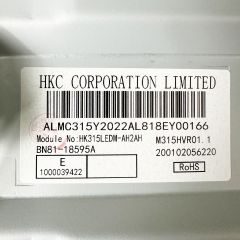 HKC CORPORATION LIMITED
ALMC315Y2022AL818EY00166
Module No:HK315LEDM-AH2AH M315HVR01.1
BN81-18595A 200102056220
E RoHS
1000039422